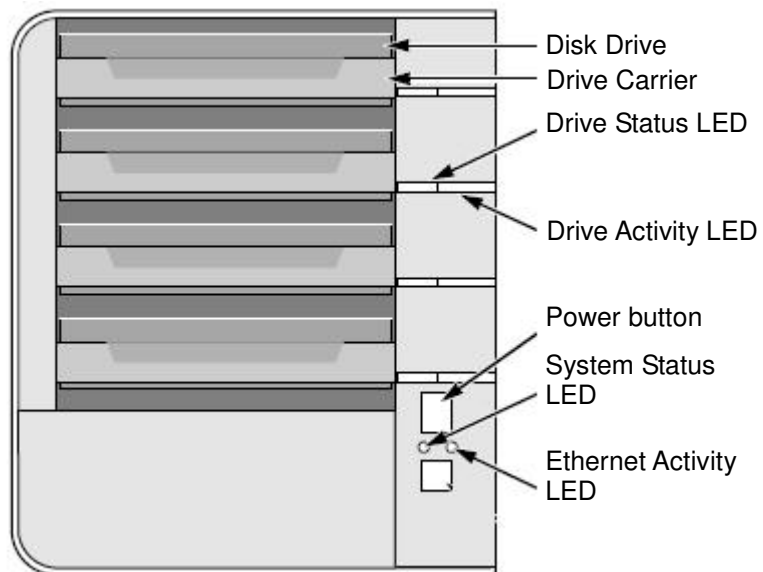 Disk Drive
Drive Carrier
Drive Status LED
Drive Activity LED
Power button
System Status
LED
Ethernet Activity
LED